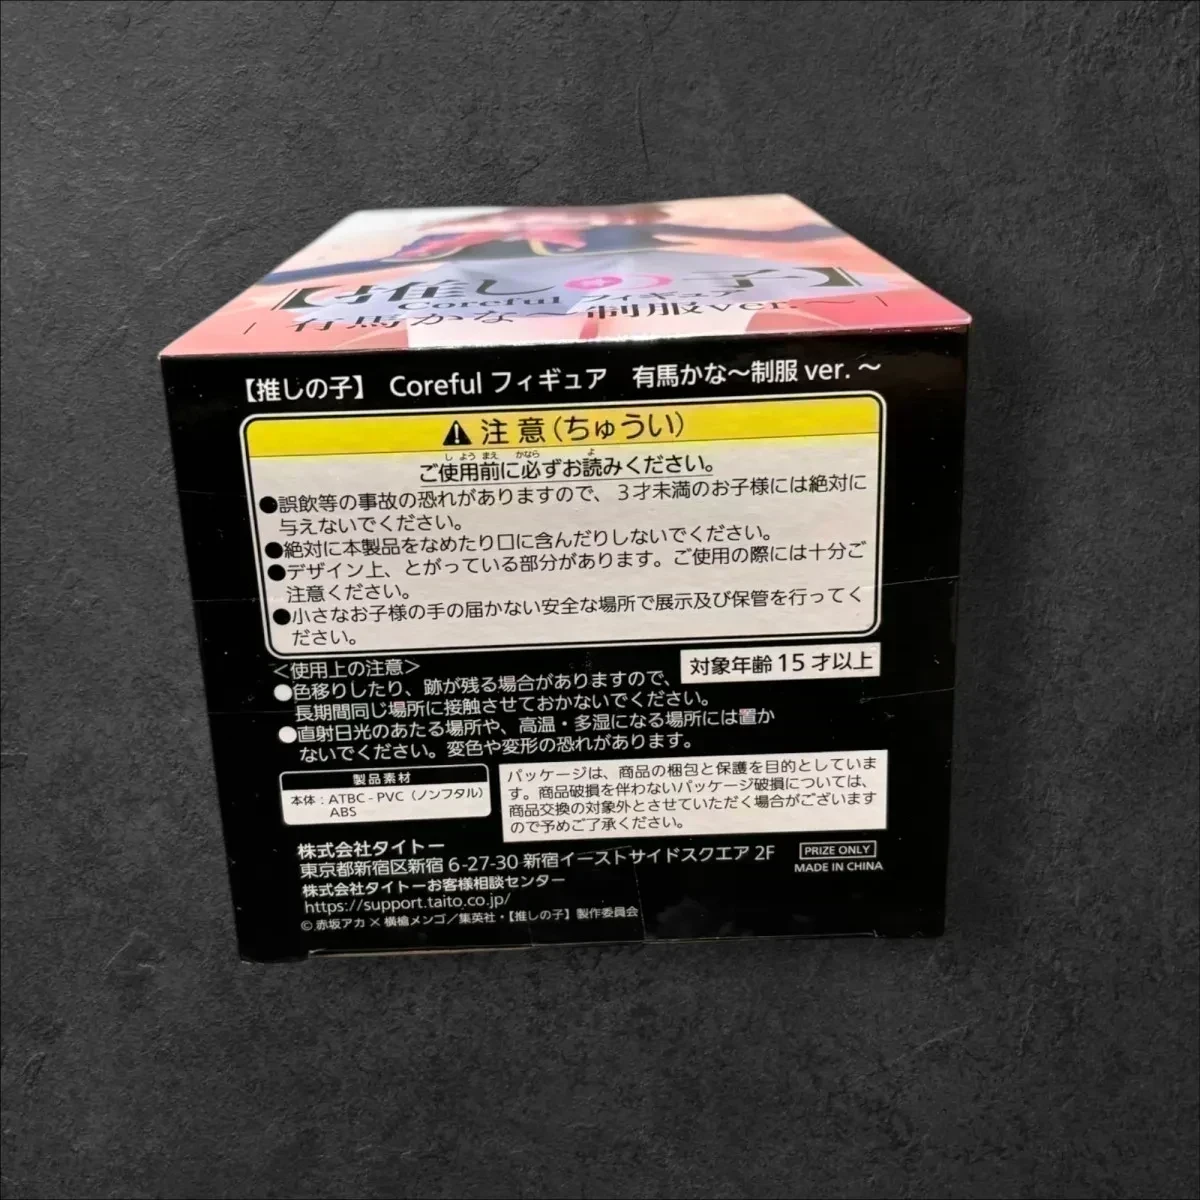 【推しの子】
Coreful フィギュア
有馬かな～制服ver.～
【推しの子】 Coreful フィギュア 有馬かな～制服 ver.～
注意(ちゅうい)
しようまえ かなら よ
ご使用前に必ずお読みください。
●誤飲等の事故の恐れがありますので、3才未満のお子様には絶対に
与えないでください。
●絶対に本製品をなめたり口に含んだりしないでください。
●デザイン上、とがっている部分があります。ご使用の際には十分ご
注意ください。
●小さなお子様の手の届かない安全な場所で展示及び保管を行ってく
ださい。
＜使用上の注意＞
対象年齢15才以上
●色移りしたり、跡が残る場合がありますので、
長期間同じ場所に接触させておかないでください。
●直射日光のあたる場所や、高温・多湿になる場所には置か
ないでください。変色や変形の恐れがあります。
製品素材
本体：ATBC-PVC（ノンフタル）
ABS
パッケージは、商品の梱包と保護を目的としていま
す。商品破損を伴わないパッケージ破損については、
商品交換の対象外とさせていただく場合がございます
ので予めご了承ください。
株式会社タイトー
東京都新宿区新宿6-27-30 新宿イーストサイドスクエア 2F
株式会社タイトーお客様相談センター
https://support.taito.co.jp/
©赤坂アカ×横槍メンゴ／集英社・【推しの子】製作委員会
PRIZE ONLY
MADE IN CHINA